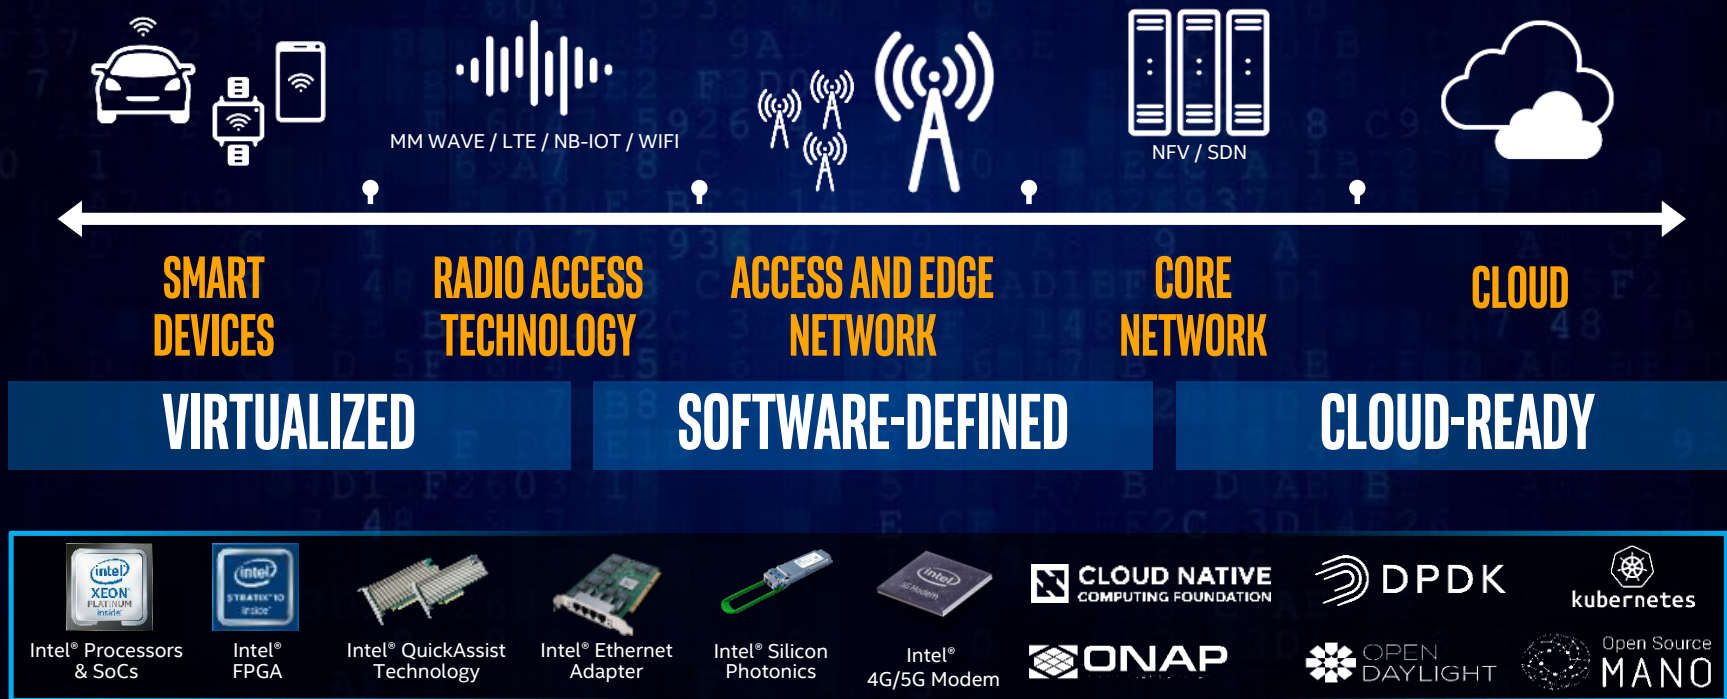 MM WAVE / LTE / NB-IOT / WIFI
NFV / SDN
SMART
DEVICES
RADIO ACCESS
TECHNOLOGY
ACCESS AND EDGE
NETWORK
CORE
NETWORK
CLOUD
VIRTUALIZED
SOFTWARE-DEFINED
CLOUD-READY
intel
XEON
PLATINUM
inside
Intel® Processors
& SoCs
intel
STRATIX 10
inside
Intel®
FPGA
Intel® QuickAssist
Technology
Intel® Ethernet
Adapter
Intel® Silicon
Photonics
intel
5G Modem
Intel®
4G/5G Modem
CLOUD NATIVE
COMPUTING FOUNDATION
DPDK
kubernetes
ONAP
OPEN
DAYLIGHT
Open Source
MANO